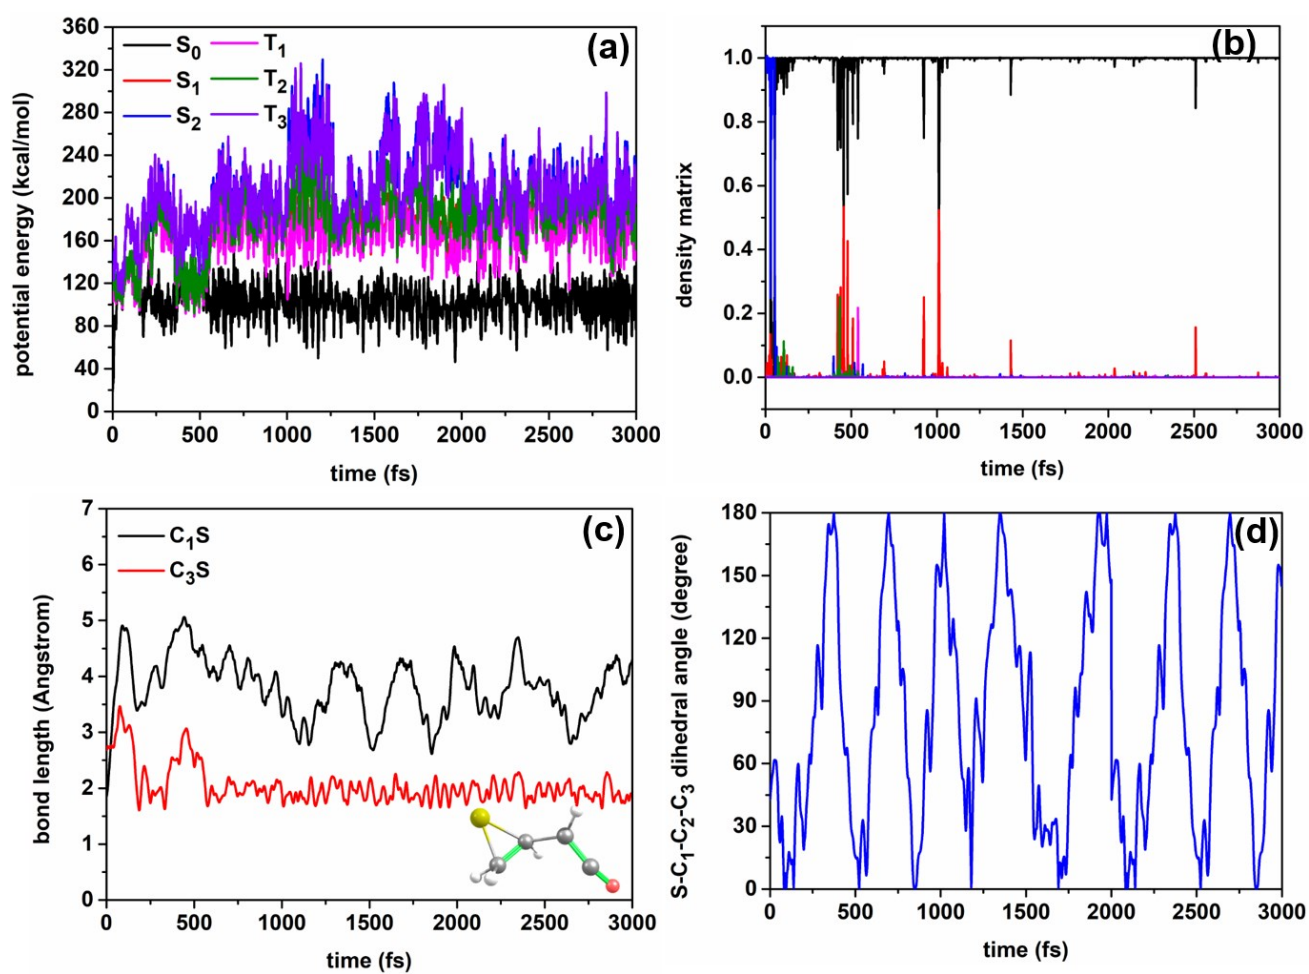 (a)
S0 T1
S1 T2
S2 T3
potential energy (kcal/mol)
360
320
280
240
200
160
120
80
40
0
0 500 1000 1500 2000 2500 3000
time (fs)
(b)
density matrix
1.0
0.8
0.6
0.4
0.2
0.0
0 500 1000 1500 2000 2500 3000
time (fs)
(c)
C1S
C3S
bond length (Angstrom)
7
6
5
4
3
2
1
0
0 500 1000 1500 2000 2500 3000
time (fs)
(d)
S-C1-C2-C3 dihedral angle (degree)
180
150
120
90
60
30
0
0 500 1000 1500 2000 2500 3000
time (fs)